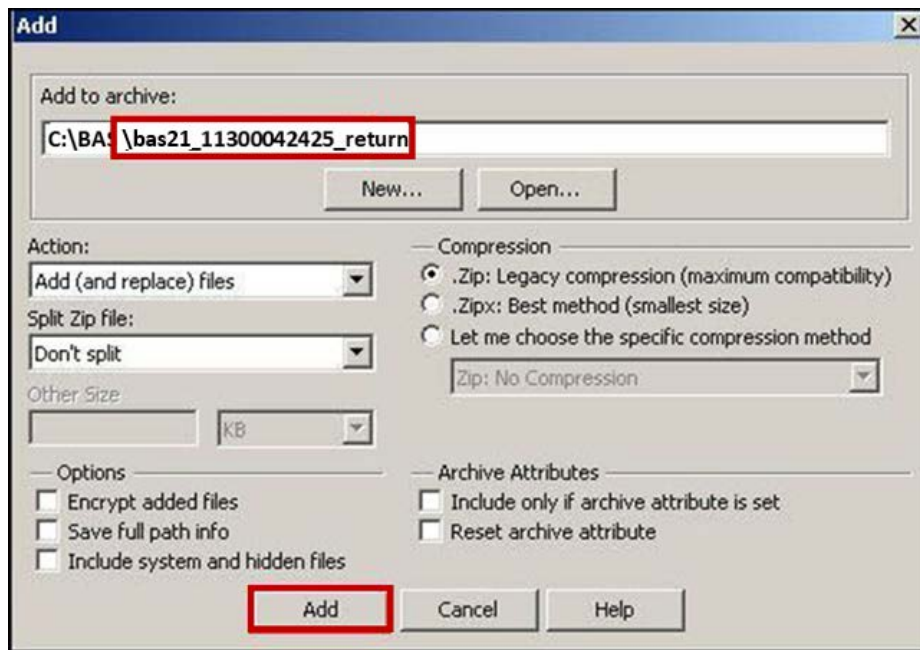 Add
Add to archive:
C:\BAS \bas21_11300042425_return
New... Open...
Action:
Compression
Add (and replace) files
.Zip: Legacy compression (maximum compatibility)
.Zipx: Best method (smallest size)
Split Zip file:
Let me choose the specific compression method
Don't split
Zip: No Compression
Other Size
KB
Options
Archive Attributes
Encrypt added files
Include only if archive attribute is set
Save full path info
Reset archive attribute
Include system and hidden files
Add Cancel Help